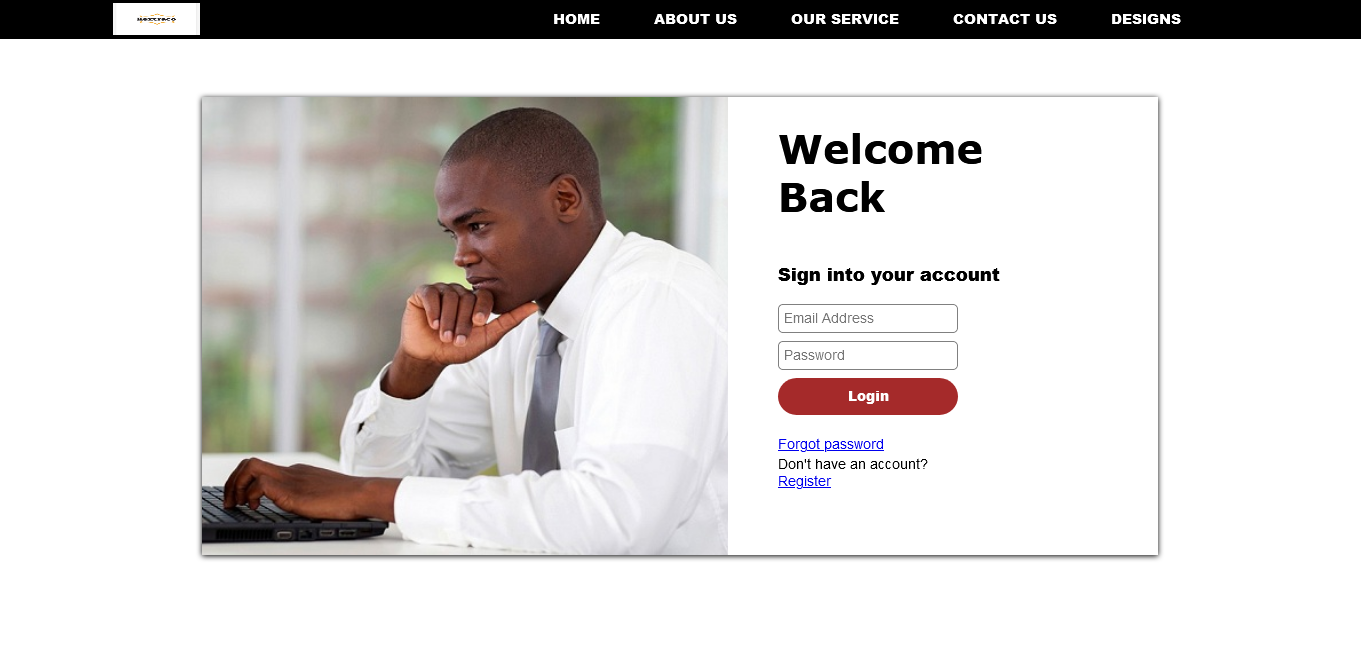 HOME ABOUT US OUR SERVICE CONTACT US DESIGNS
Welcome
Back
Sign into your account
Email Address
Password
Login
Forgot password
Don't have an account?
Register